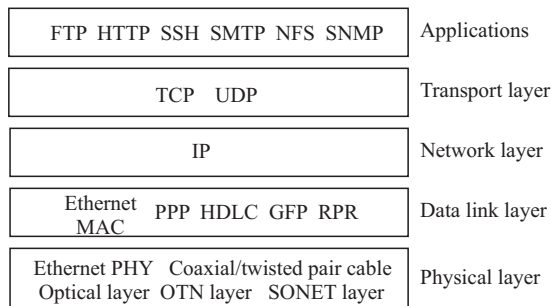 FTP HTTP SSH SMTP NFS SNMP
Applications
TCP UDP
Transport layer
IP
Network layer
Ethernet MAC PPP HDLC GFP RPR
Data link layer
Ethernet PHY Coaxial/twisted pair cable
Optical layer OTN layer SONET layer
Physical layer